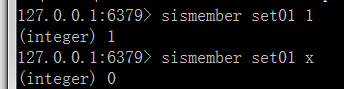 127.0.0.1:6379> sismember set01 1
(integer) 1
127.0.0.1:6379> sismember set01 x
(integer) 0